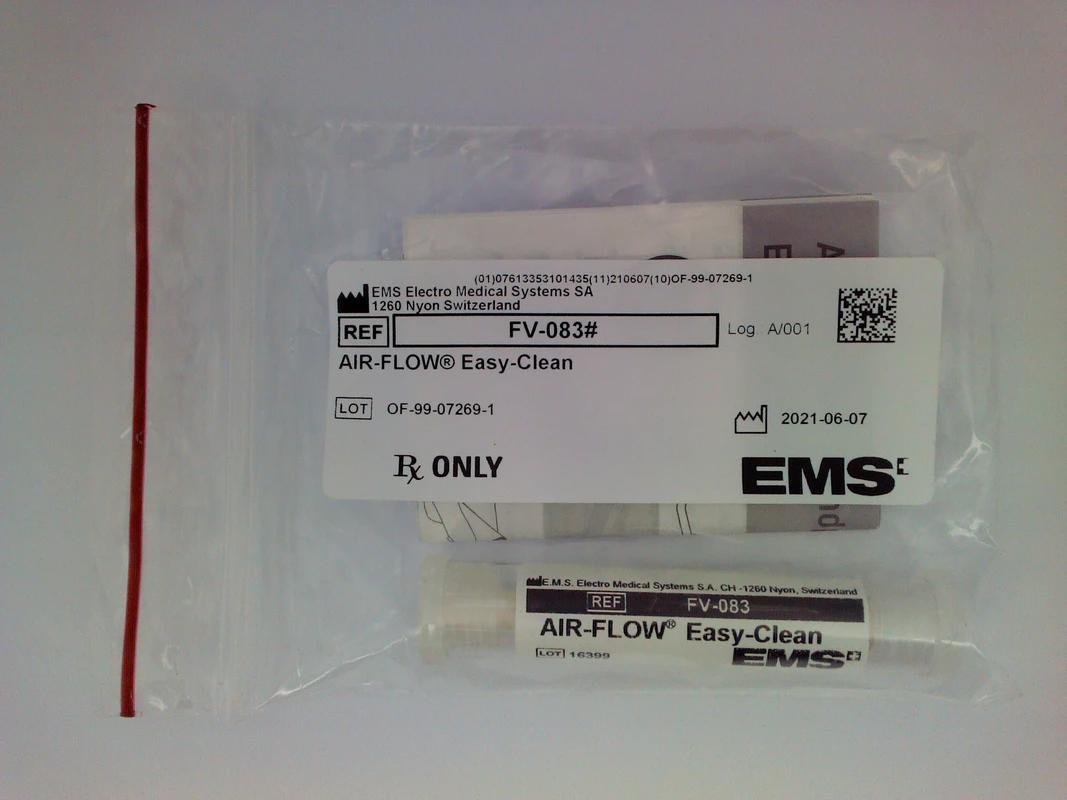 (01)07613353101435(11)210607(10)OF-99-07269-1
EMS Electro Medical Systems SA
1260 Nyon Switzerland
REF FV-083# Log A/001
AIR-FLOW® Easy-Clean
LOT OF-99-07269-1
2021-06-07
Rx ONLY
EMS
E.M.S. Electro Medical Systems S.A. CH -1260 Nyon, Switzerland
REF FV-083
AIR-FLOW® Easy-Clean
LOT 16399
EMS